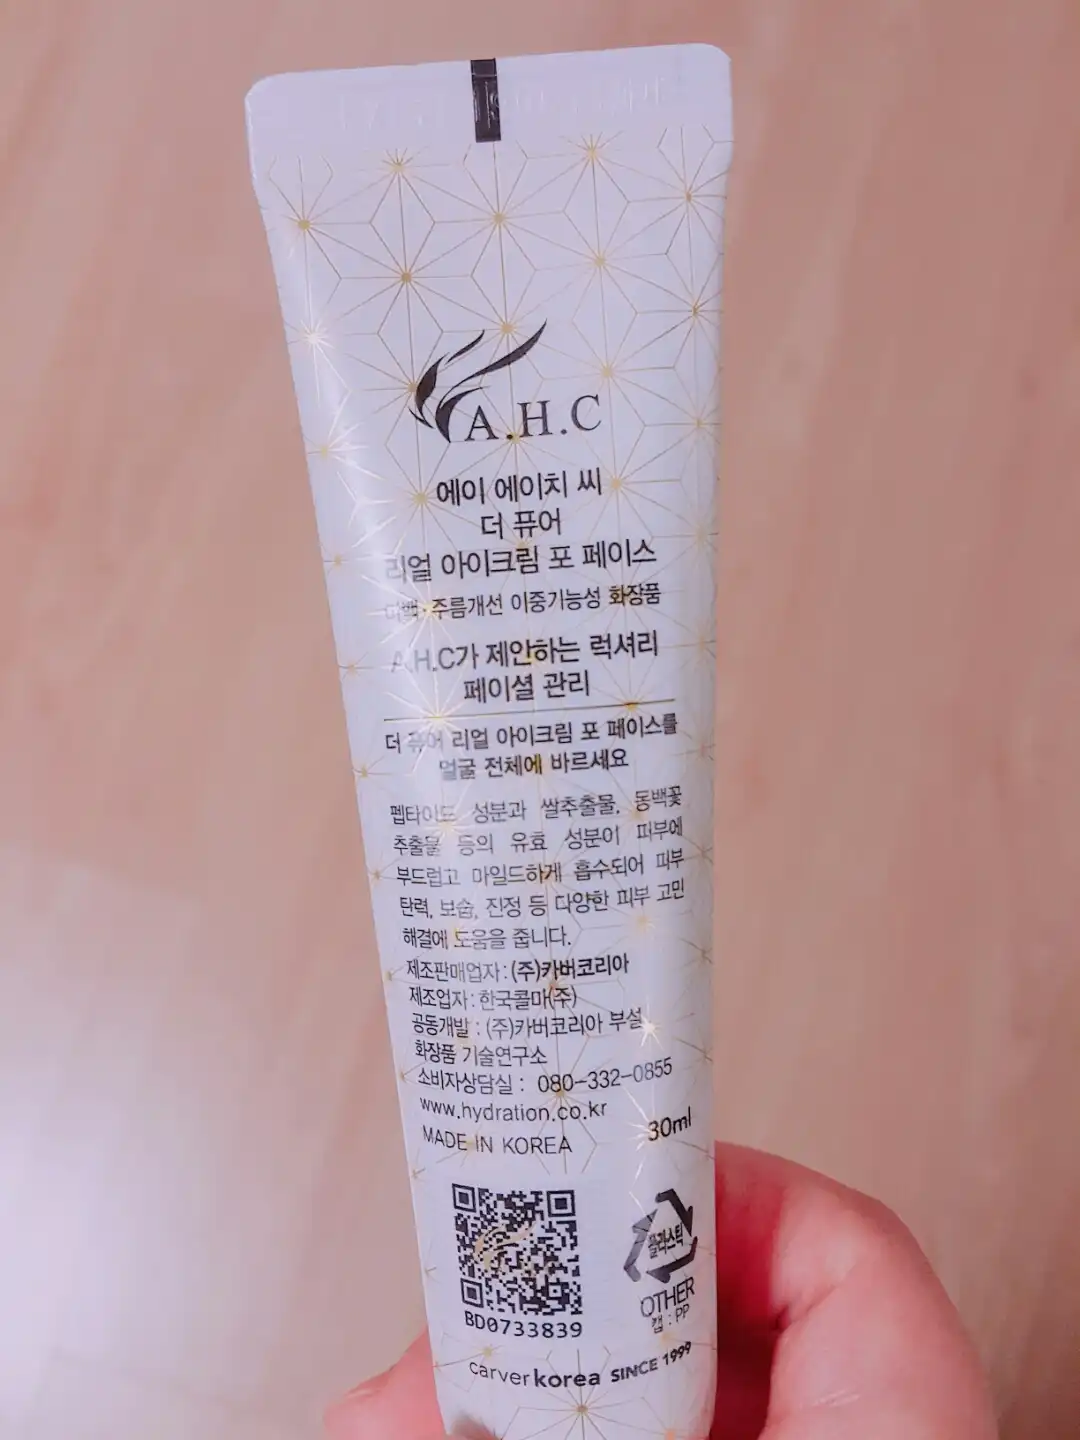 A.H.C
에이 에이치 씨
더 퓨어
리얼 아이크림 포 페이스
미백·주름개선 이중기능성 화장품
A.H.C가 제안하는 럭셔리
페이셜 관리
더 퓨어 리얼 아이크림 포 페이스를
얼굴 전체에 바르세요
펩타이드 성분과 쌀추출물, 동백꽃
추출물 등의 유효 성분이 피부에
부드럽고 마일드하게 흡수되어 피부
탄력, 보습, 진정 등 다양한 피부 고민
해결에 도움을 줍니다.
제조판매업자 : (주)카버코리아
제조업자 : 한국콜마(주)
공동개발 : (주)카버코리아 부설
화장품 기술연구소
소비자상담실 : 080-332-0855
www.hydration.co.kr
MADE IN KOREA 30ml
플라스틱
OTHER
캡 : PP
BD0733839
carverkorea SINCE 1999